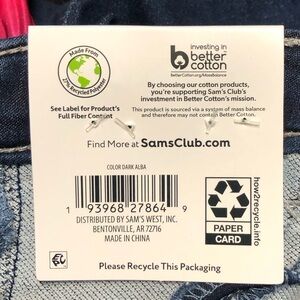 Made From
27% Recycled Polyester
See Label for Product's
Full Fiber Content
investing in
better
cotton
betterCotton.org/MassBalance
By choosing our cotton products,
you're supporting Sam's Club's
investment in Better Cotton's mission.
This product is sourced via a system of mass balance
and therefore may not contain Better Cotton.
Find More at SamsClub.com
COLOR DARK ALBA
1 93968 27864 9
DISTRIBUTED BY SAM'S WEST, INC.
BENTONVILLE, AR 72716
MADE IN CHINA
PAPER
CARD
how2recycle.info
Please Recycle This Packaging